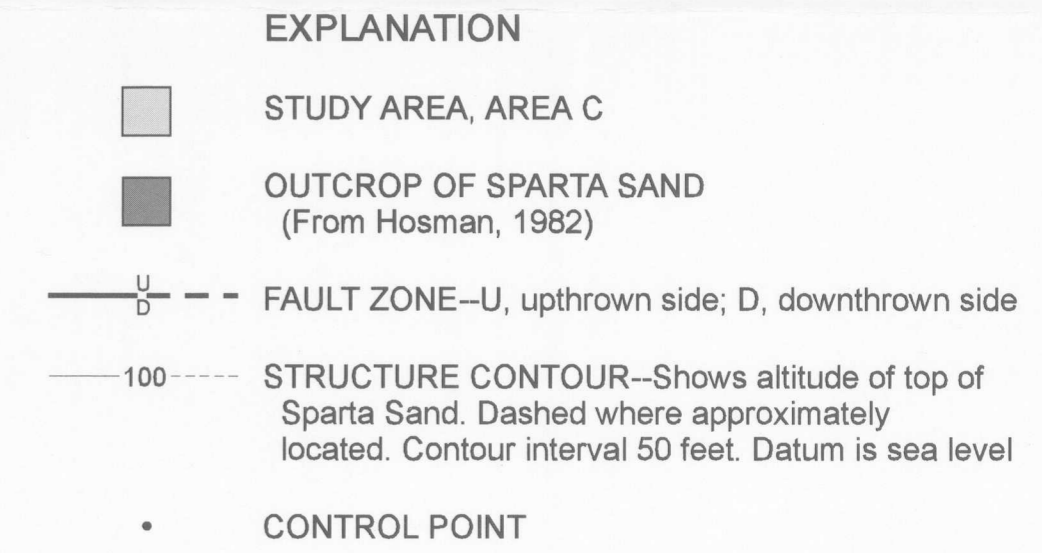 EXPLANATION
STUDY AREA, AREA C
OUTCROP OF SPARTA SAND
(From Hosman, 1982)
U
D
FAULT ZONE--U, upthrown side; D, downthrown side
100
STRUCTURE CONTOUR--Shows altitude of top of
Sparta Sand. Dashed where approximately
located. Contour interval 50 feet. Datum is sea level
CONTROL POINT